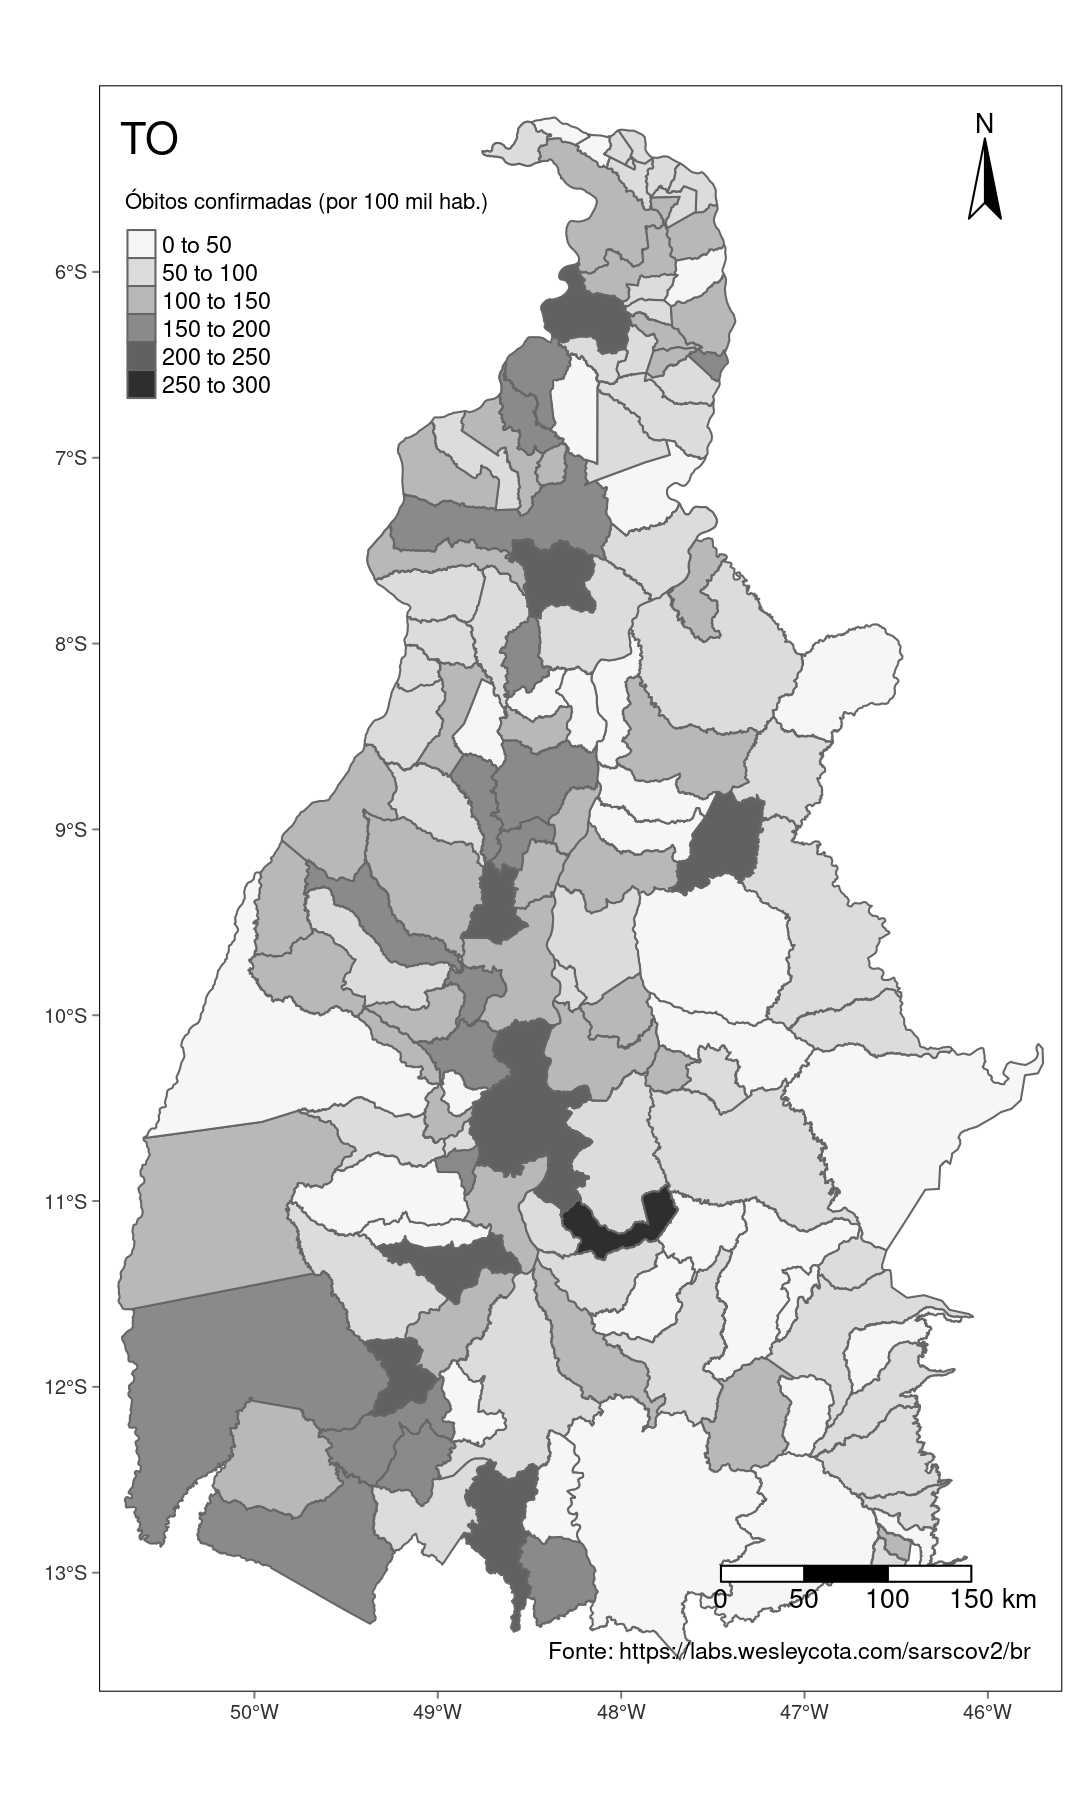 TO
N
Óbitos confirmadas (por 100 mil hab.)
0 to 50
50 to 100
100 to 150
150 to 200
200 to 250
250 to 300
6°S
7°S
8°S
9°S
10°S
11°S
12°S
13°S
0 50 100 150 km
Fonte: https://labs.wesleycota.com/sarscov2/br
50°W 49°W 48°W 47°W 46°W